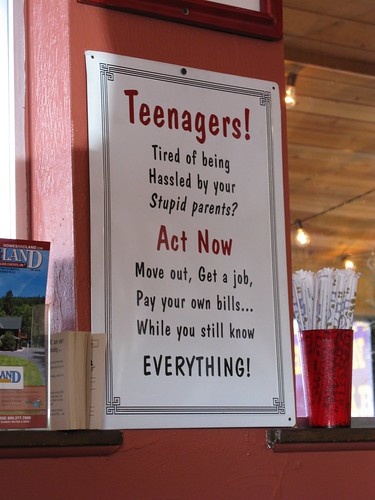 Teenagers!
Tired of being
Hassled by your
Stupid parents?
Act Now
Move out, Get a job,
Pay your own bills...
While you still know
EVERYTHING!
LAND
AND